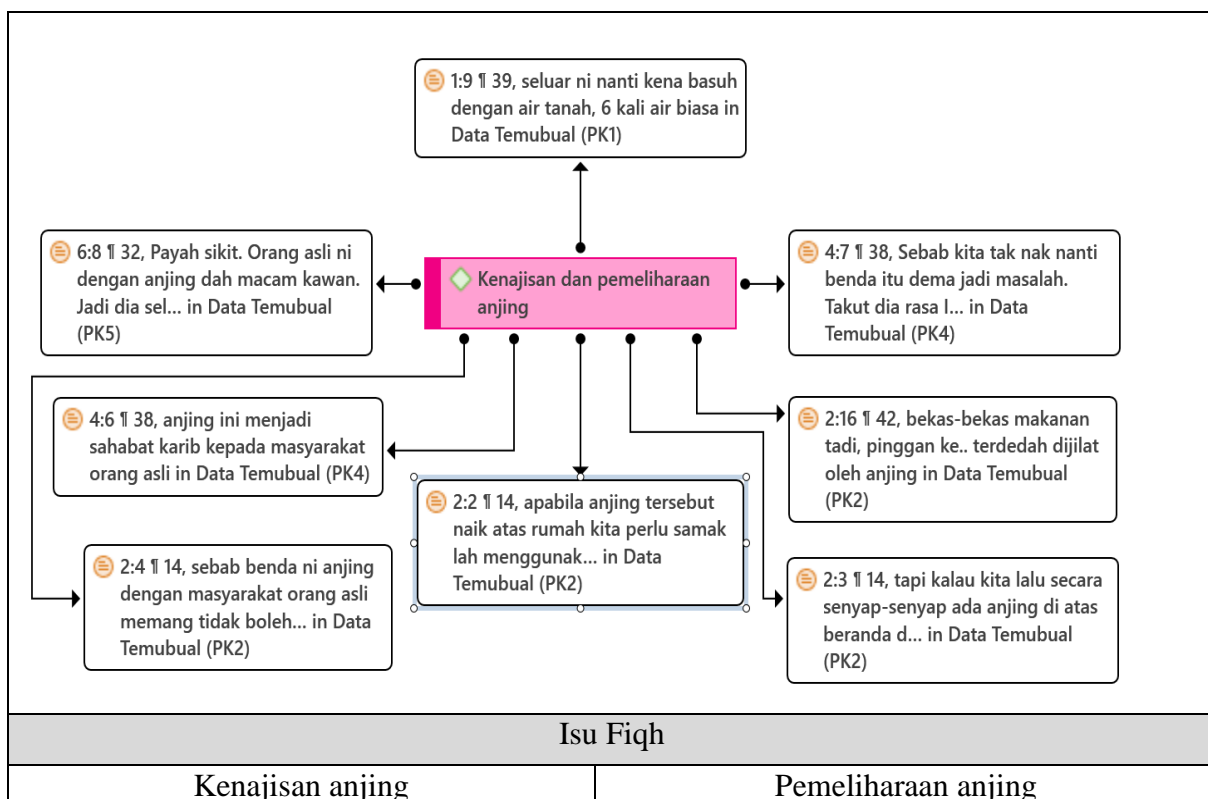 1:9 ¶ 39, seluar ni nanti kena basuh
dengan air tanah, 6 kali air biasa in
Data Temubual (PK1)
6:8 ¶ 32, Payah sikit. Orang asli ni
dengan anjing dah macam kawan.
Jadi dia sel... in Data Temubual
(PK5)
Kenajisan dan pemeliharaan
anjing
4:7 ¶ 38, Sebab kita tak nak nanti
benda itu dema jadi masalah.
Takut dia rasa I... in Data
Temubual (PK4)
4:6 ¶ 38, anjing ini menjadi
sahabat karib kepada masyarakat
orang asli in Data Temubual (PK4)
2:16 ¶ 42, bekas-bekas makanan
tadi, pinggan ke.. terdedah dijilat
oleh anjing in Data Temubual
(PK2)
2:2 ¶ 14, apabila anjing tersebut
naik atas rumah kita perlu samak
lah menggunak... in Data
Temubual (PK2)
2:4 ¶ 14, sebab benda ni anjing
dengan masyarakat orang asli
memang tidak boleh... in Data
Temubual (PK2)
2:3 ¶ 14, tapi kalau kita lalu secara
senyap-senyap ada anjing di atas
beranda d... in Data Temubual
(PK2)
Isu Fiqh
Kenajisan anjing
Pemeliharaan anjing